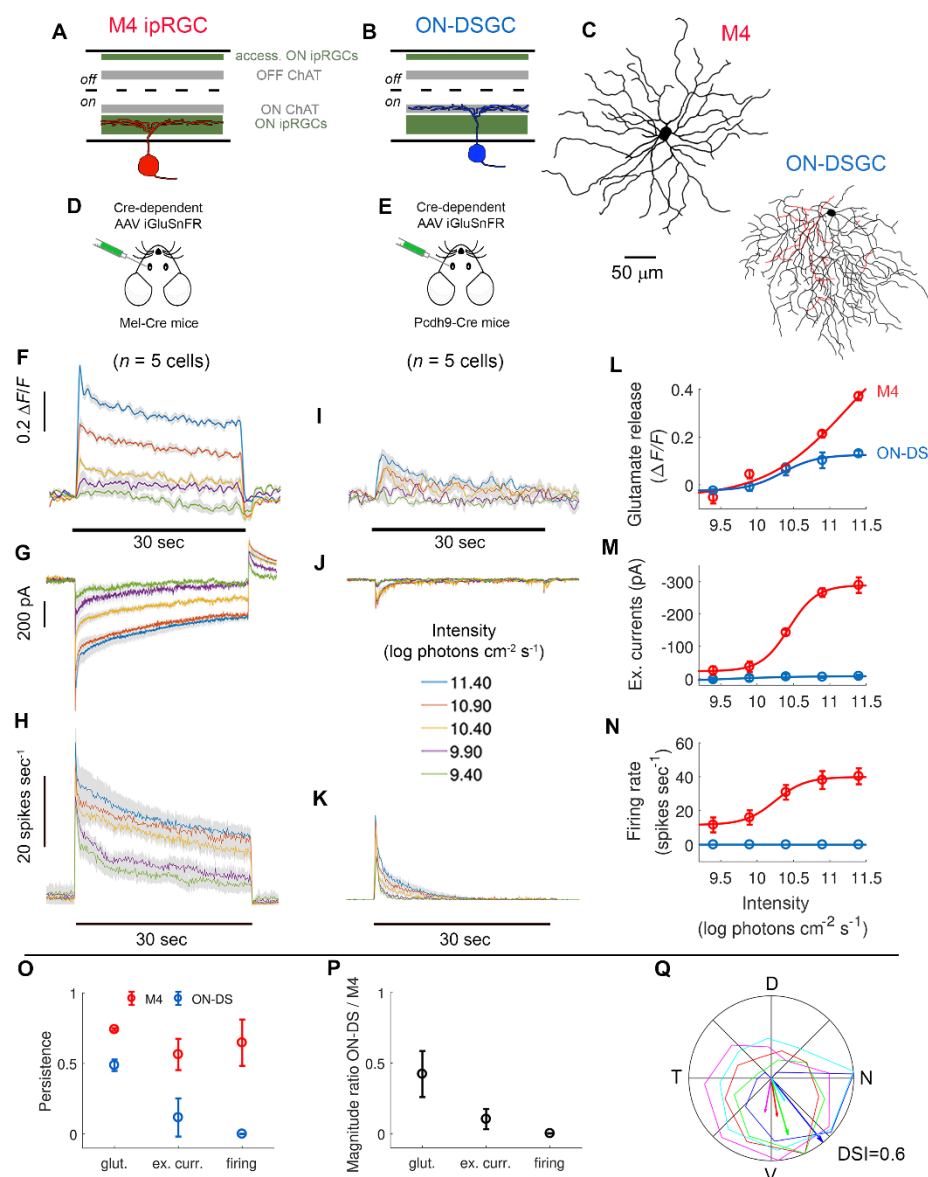 A
M4 ipRGC
B
ON-DSGC
C
M4
access. ON ipRGCs
off
OFF ChAT
off
on
on
ON ChAT
ON ipRGCs
ON-DSGC
D
Cre-dependent
AAV iGluSnFR
E
Cre-dependent
AAV iGluSnFR
50 μm
Mel-Cre mice
Pcdh9-Cre mice
F
(n = 5 cells)
0.2 ΔF/F
30 sec
I
(n = 5 cells)
30 sec
L
0.4
0.2
0
Glutamate release
(ΔF/F)
M4
ON-DS
9.5 10 10.5 11 11.5
G
200 pA
J
Intensity
(log photons cm-2 s-1)
11.40
10.90
10.40
9.90
9.40
M
-300
-200
-100
0
Ex. currents (pA)
9.5 10 10.5 11 11.5
H
20 spikes sec-1
30 sec
K
30 sec
N
60
40
20
0
Firing rate
(spikes sec-1)
9.5 10 10.5 11 11.5
Intensity
(log photons cm-2 s-1)
O
M4 ON-DS
1
0.5
0
Persistence
glut. ex. curr. firing
P
1
0.5
0
Magnitude ratio ON-DS / M4
glut. ex. curr. firing
Q
D
T
N
V
DSI=0.6